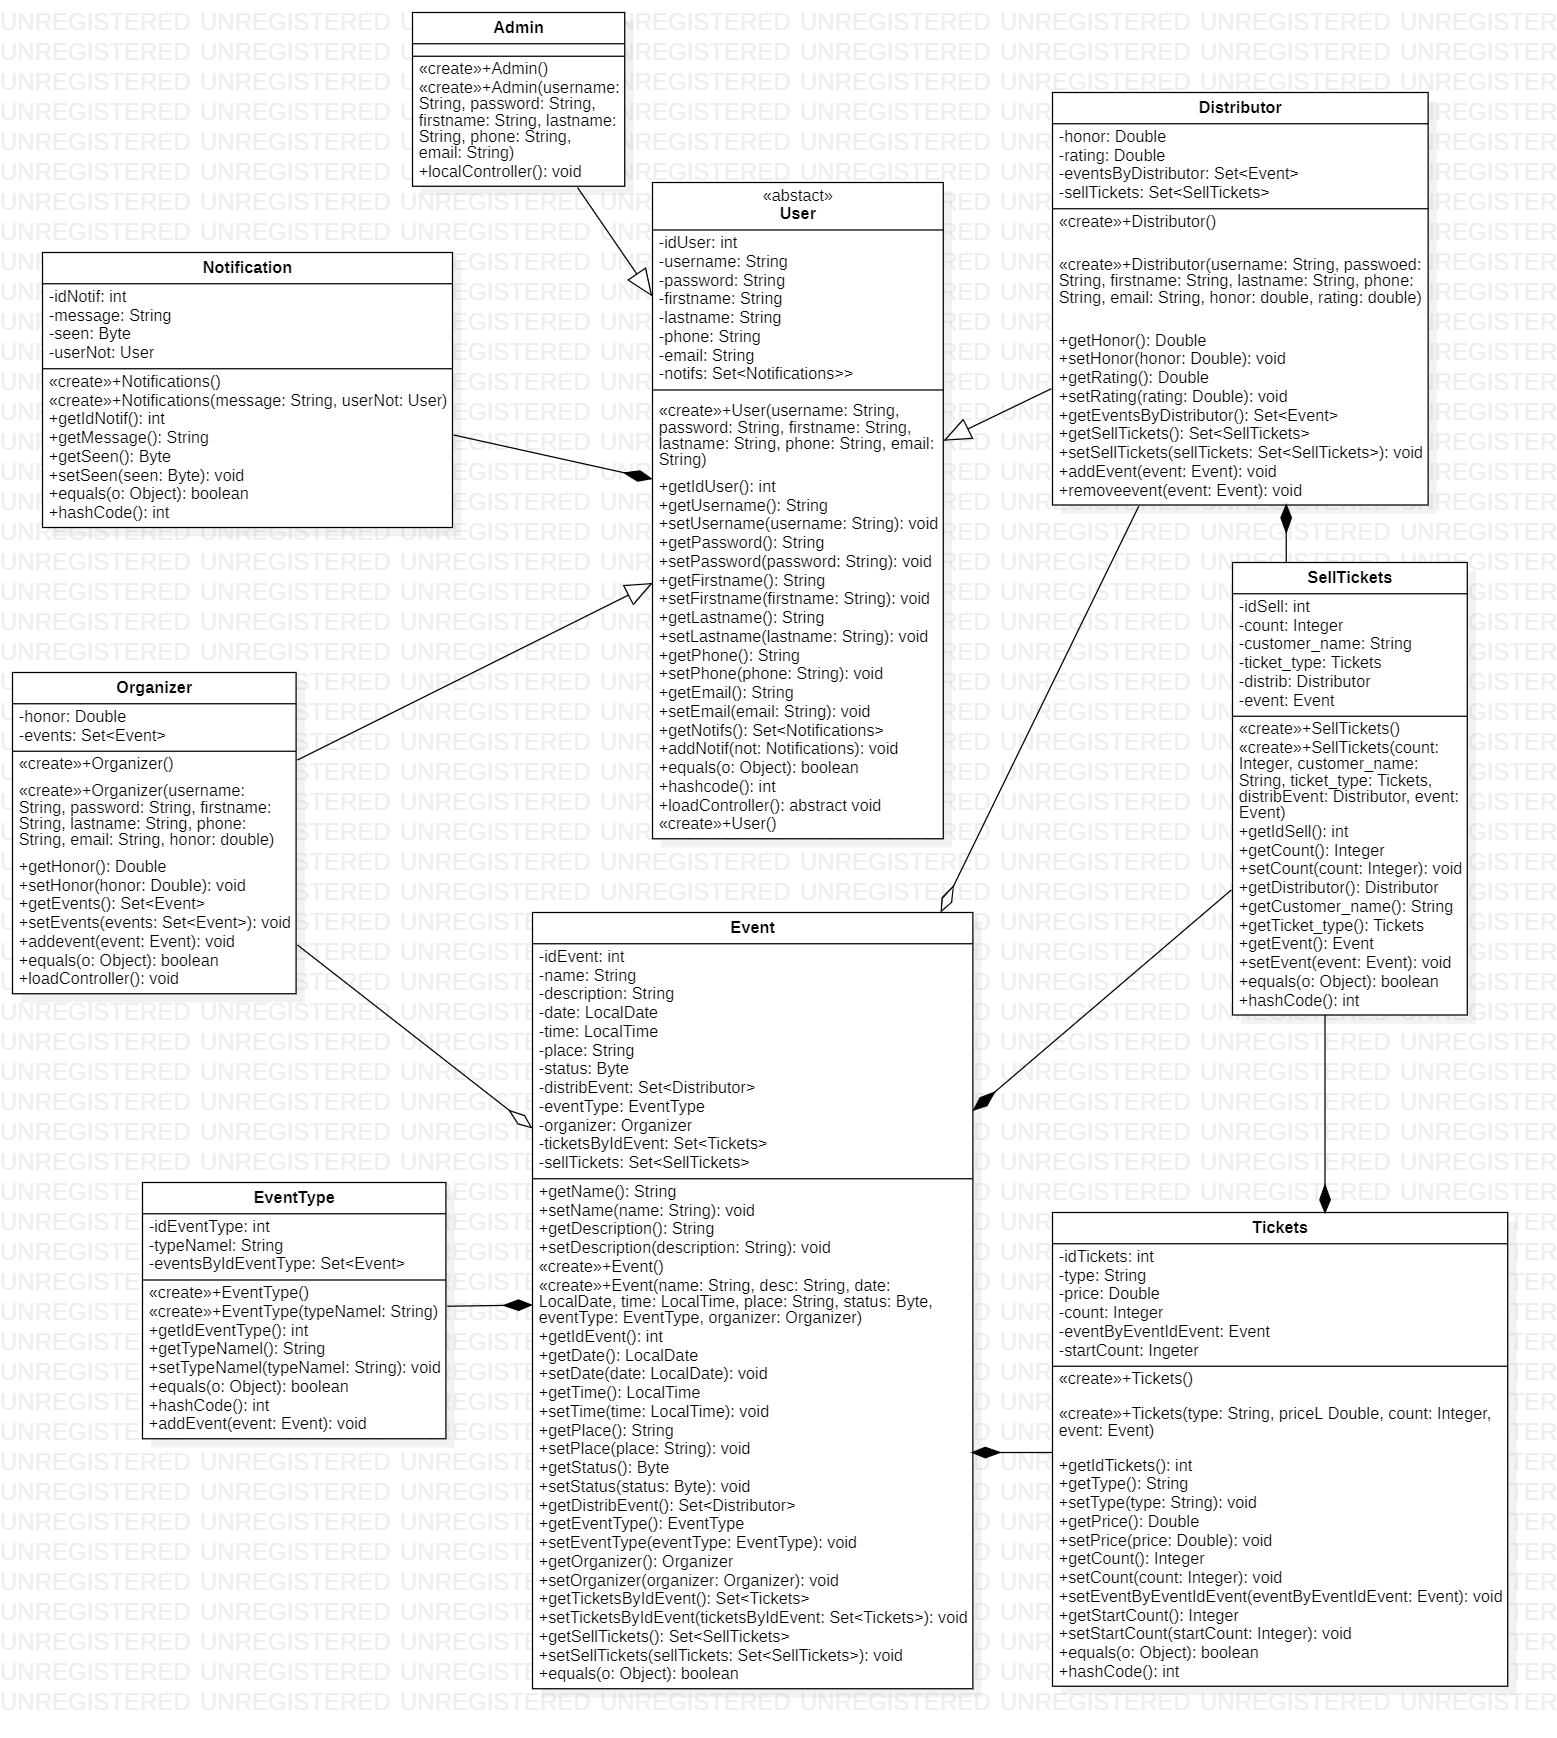 Admin
«create»+Admin()
«create»+Admin(username:
String, password: String,
firstname: String, lastname:
String, phone: String,
email: String)
+localController(): void
«abstact»
User
-idUser: int
-username: String
-password: String
-firstname: String
-lastname: String
-phone: String
-email: String
-notifs: Set<Notifications>>
«create»+User(username: String,
password: String, firstname: String,
lastname: String, phone: String, email:
String)
+getIdUser(): int
+getUsername(): String
+setUsername(username: String): void
+getPassword(): String
+setPassword(password: String): void
+getFirstname(): String
+setFirstname(firstname: String): void
+getLastname(): String
+setLastname(lastname: String): void
+getPhone(): String
+setPhone(phone: String): void
+getEmail(): String
+setEmail(email: String): void
+getNotifs(): Set<Notifications>
+addNotif(not: Notifications): void
+equals(o: Object): boolean
+hashcode(): int
+loadController(): abstract void
«create»+User()
Distributor
-honor: Double
-rating: Double
-eventsByDistributor: Set<Event>
-sellTickets: Set<SellTickets>
«create»+Distributor()
«create»+Distributor(username: String, passwoed:
String, firstname: String, lastname: String, phone:
String, email: String, honor: double, rating: double)
+getHonor(): Double
+setHonor(honor: Double): void
+getRating(): Double
+setRating(rating: Double): void
+getEventsByDistributor(): Set<Event>
+getSellTickets(): Set<SellTickets>
+setSellTickets(sellTickets: Set<SellTickets>): void
+addEvent(event: Event): void
+removeevent(event: Event): void
Notification
-idNotif: int
-message: String
-seen: Byte
-userNot: User
«create»+Notifications()
«create»+Notifications(message: String, userNot: User)
+getIdNotif(): int
+getMessage(): String
+getSeen(): Byte
+setSeen(seen: Byte): void
+equals(o: Object): boolean
+hashCode(): int
SellTickets
-idSell: int
-count: Integer
-customer_name: String
-ticket_type: Tickets
-distrib: Distributor
-event: Event
«create»+SellTickets()
«create»+SellTickets(count:
Integer, customer_name:
String, ticket_type: Tickets,
distribEvent: Distributor, event:
Event)
+getIdSell(): int
+getCount(): Integer
+setCount(count: Integer): void
+getDistributor(): Distributor
+getCustomer_name(): String
+getTicket_type(): Tickets
+getEvent(): Event
+setEvent(event: Event): void
+equals(o: Object): boolean
+hashCode(): int
Organizer
-honor: Double
-events: Set<Event>
«create»+Organizer()
«create»+Organizer(username:
String, password: String, firstname:
String, lastname: String, phone:
String, email: String, honor: double)
+getHonor(): Double
+setHonor(honor: Double): void
+getEvents(): Set<Event>
+setEvents(events: Set<Event>): void
+addevent(event: Event): void
+equals(o: Object): boolean
+loadController(): void
Event
-idEvent: int
-name: String
-description: String
-date: LocalDate
-time: LocalTime
-place: String
-status: Byte
-distribEvent: Set<Distributor>
-eventType: EventType
-organizer: Organizer
-ticketsByIdEvent: Set<Tickets>
-sellTickets: Set<SellTickets>
+getName(): String
+setName(name: String): void
+getDescription(): String
+setDescription(description: String): void
«create»+Event()
«create»+Event(name: String, desc: String, date:
LocalDate, time: LocalTime, place: String, status: Byte,
eventType: EventType, organizer: Organizer)
+getIdEvent(): int
+getDate(): LocalDate
+setDate(date: LocalDate): void
+getTime(): LocalTime
+setTime(time: LocalTime): void
+getPlace(): String
+setPlace(place: String): void
+getStatus(): Byte
+setStatus(status: Byte): void
+getDistribEvent(): Set<Distributor>
+getEventType(): EventType
+setEventType(eventType: EventType): void
+getOrganizer(): Organizer
+setOrganizer(organizer: Organizer): void
+getTicketsByIdEvent(): Set<Tickets>
+setTicketsByIdEvent(ticketsByIdEvent: Set<Tickets>): void
+getSellTickets(): Set<SellTickets>
+setSellTickets(sellTickets: Set<SellTickets>): void
+equals(o: Object): boolean
EventType
-idEventType: int
-typeNamel: String
-eventsByIdEventType: Set<Event>
«create»+EventType()
«create»+EventType(typeNamel: String)
+getIdEventType(): int
+getTypeNamel(): String
+setTypeNamel(typeNamel: String): void
+equals(o: Object): boolean
+hashCode(): int
+addEvent(event: Event): void
Tickets
-idTickets: int
-type: String
-price: Double
-count: Integer
-eventByEventIdEvent: Event
-startCount: Ingeter
«create»+Tickets()
«create»+Tickets(type: String, priceL Double, count: Integer,
event: Event)
+getIdTickets(): int
+getType(): String
+setType(type: String): void
+getPrice(): Double
+setPrice(price: Double): void
+getCount(): Integer
+setCount(count: Integer): void
+setEventByEventIdEvent(eventByEventIdEvent: Event): void
+getStartCount(): Integer
+setStartCount(startCount: Integer): void
+equals(o: Object): boolean
+hashCode(): int